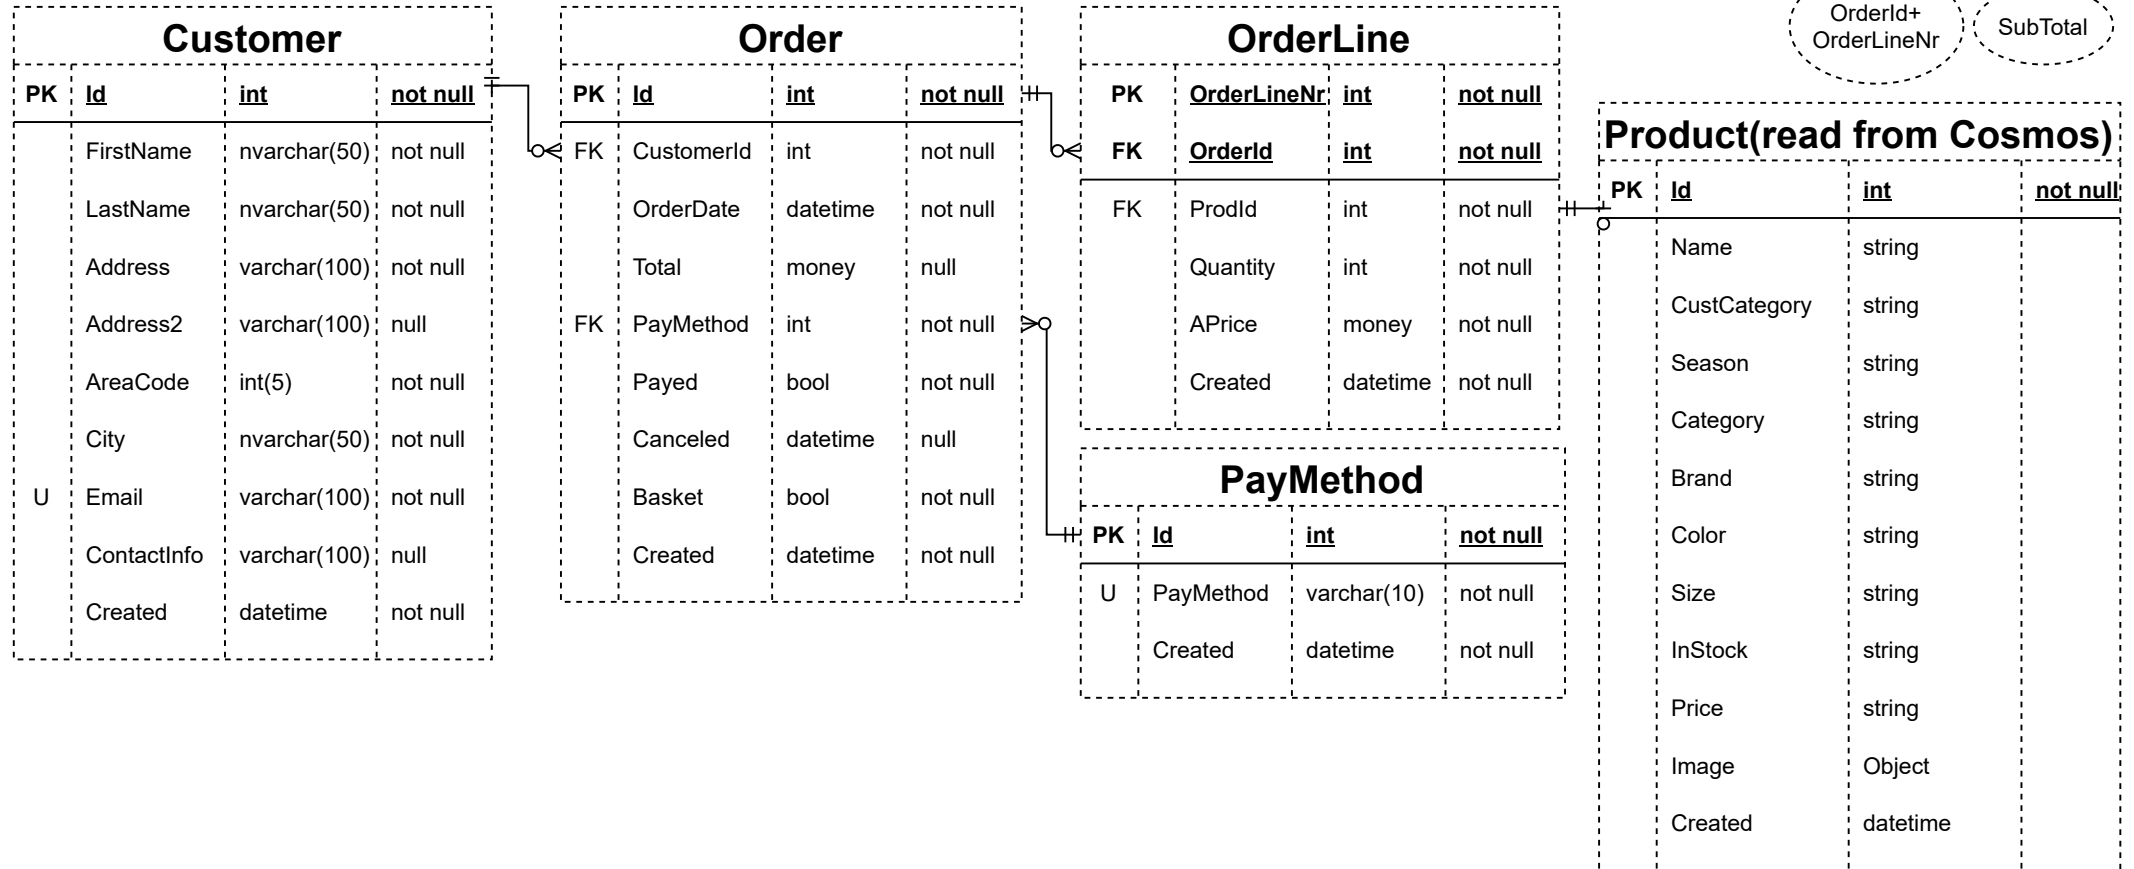 Customer
PK Id int not null
FirstName nvarchar(50) not null
LastName nvarchar(50) not null
Address varchar(100) not null
Address2 varchar(100) null
AreaCode int(5) not null
City nvarchar(50) not null
U Email varchar(100) not null
ContactInfo varchar(100) null
Created datetime not null
Order
PK Id int not null
FK CustomerId int not null
OrderDate datetime not null
Total money null
FK PayMethod int not null
Payed bool not null
Canceled datetime null
Basket bool not null
Created datetime not null
OrderLine
PK OrderLineNr int not null
FK OrderId int not null
FK ProdId int not null
Quantity int not null
APrice money not null
Created datetime not null
PayMethod
PK Id int not null
U PayMethod varchar(10) not null
Created datetime not null
OrderId+
OrderLineNr
SubTotal
Product(read from Cosmos)
PK Id int not null
Name string
CustCategory string
Season string
Category string
Brand string
Color string
Size string
InStock string
Price string
Image Object
Created datetime